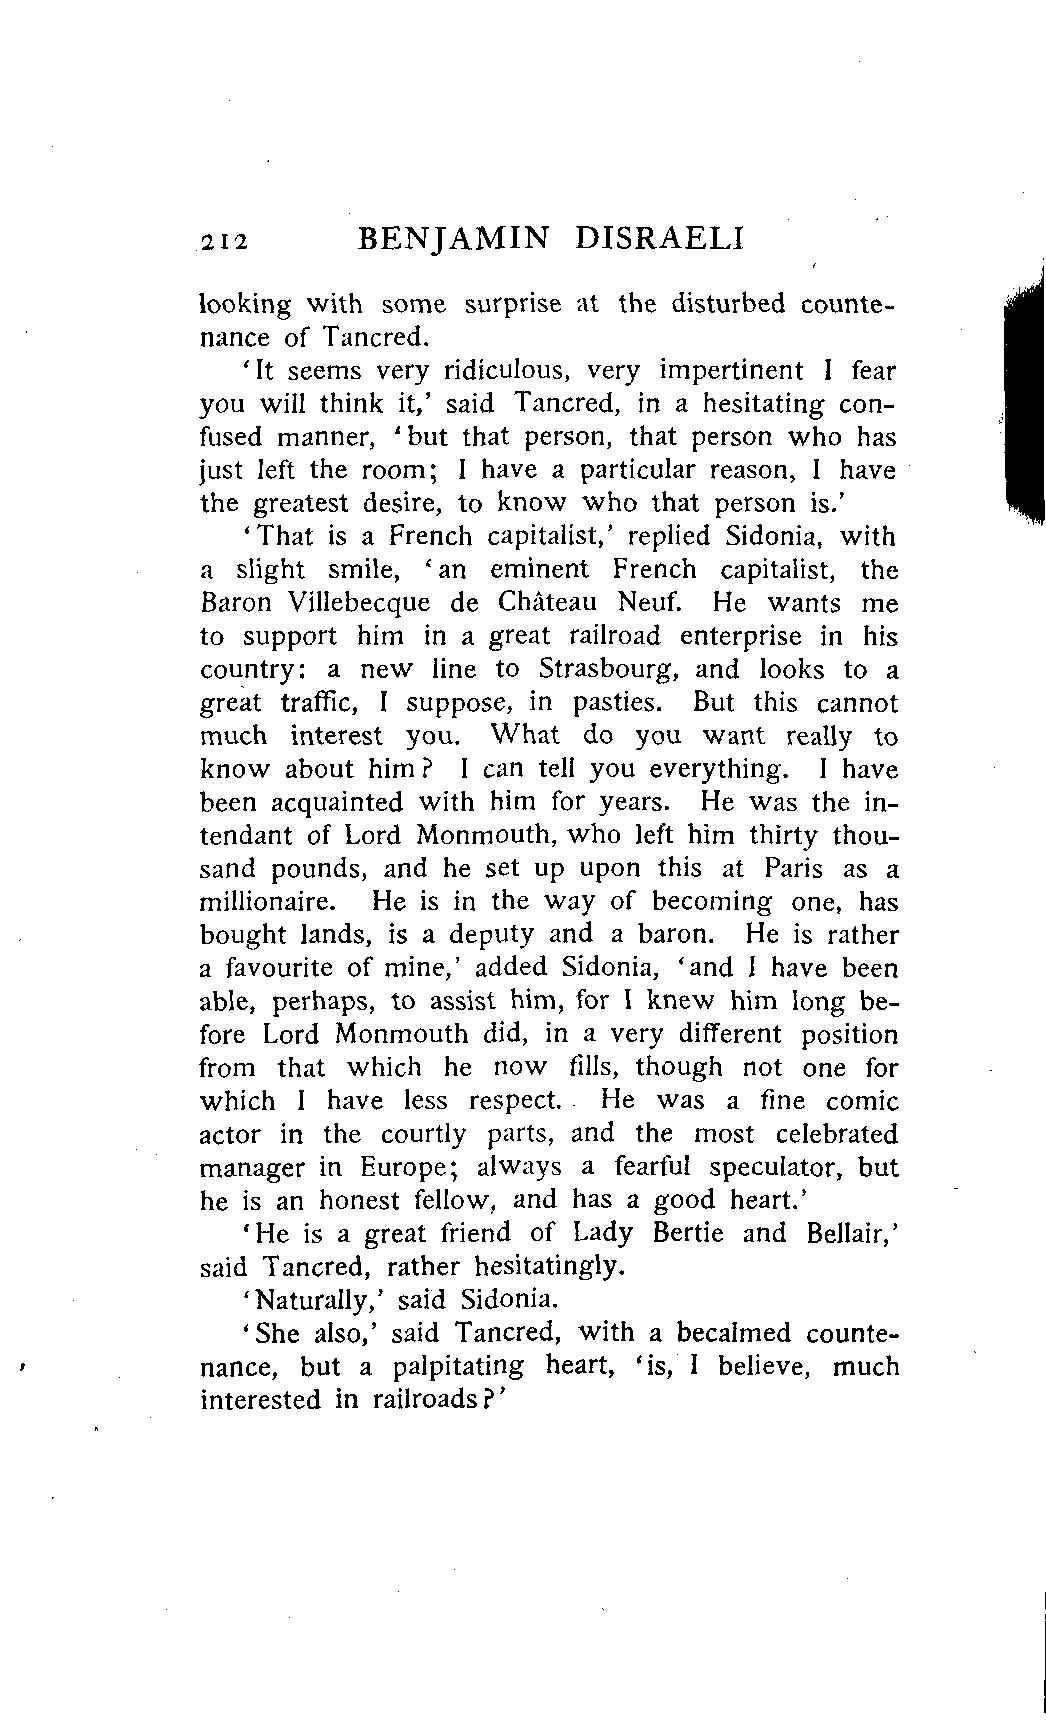 212 BENJAMIN DISRAELI
looking with some surprise at the disturbed counte-
nance of Tancred.
'It seems very ridiculous, very impertinent I fear
you will think it,' said Tancred, in a hesitating con-
fused manner, 'but that person, that person who has
just left the room; I have a particular reason, I have
the greatest desire, to know who that person is.'
'That is a French capitalist,' replied Sidonia, with
a slight smile, 'an eminent French capitalist, the
Baron Villebecque de Château Neuf. He wants me
to support him in a great railroad enterprise in his
country: a new line to Strasbourg, and looks to a
great traffic, I suppose, in pasties. But this cannot
much interest you. What do you want really to
know about him? I can tell you everything. I have
been acquainted with him for years. He was the in-
tendant of Lord Monmouth, who left him thirty thou-
sand pounds, and he set up upon this at Paris as a
millionaire. He is in the way of becoming one, has
bought lands, is a deputy and a baron. He is rather
a favourite of mine,' added Sidonia, 'and I have been
able, perhaps, to assist him, for I knew him long be-
fore Lord Monmouth did, in a very different position
from that which he now fills, though not one for
which I have less respect. He was a fine comic
actor in the courtly parts, and the most celebrated
manager in Europe; always a fearful speculator, but
he is an honest fellow, and has a good heart.'
'He is a great friend of Lady Bertie and Bellair,'
said Tancred, rather hesitatingly.
'Naturally,' said Sidonia.
'She also,' said Tancred, with a becalmed counte-
nance, but a palpitating heart, 'is, I believe, much
interested in railroads?'